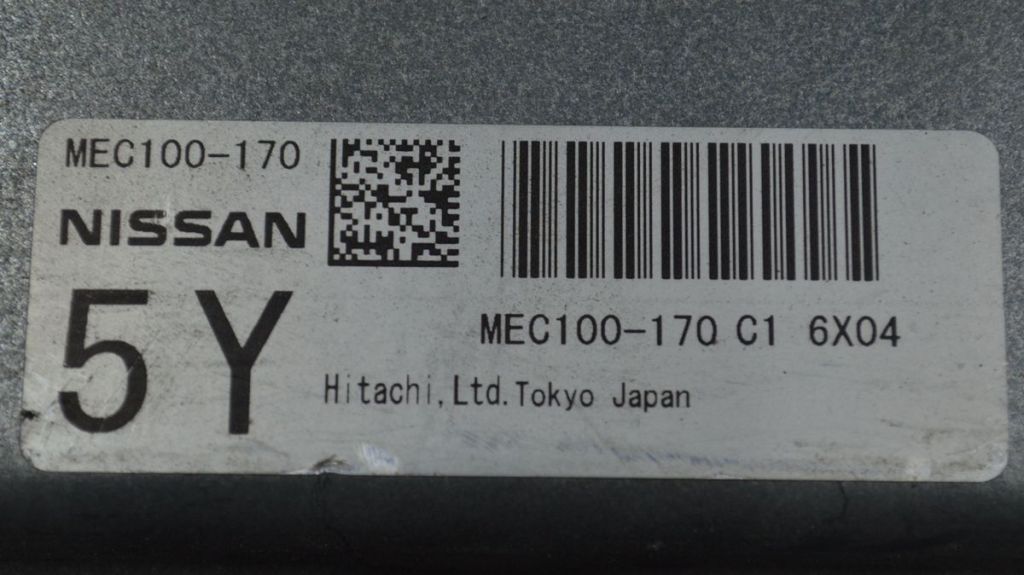 MEC100-170
NISSAN
5Y
MEC100-170 C1 6X04
Hitachi,Ltd.Tokyo Japan